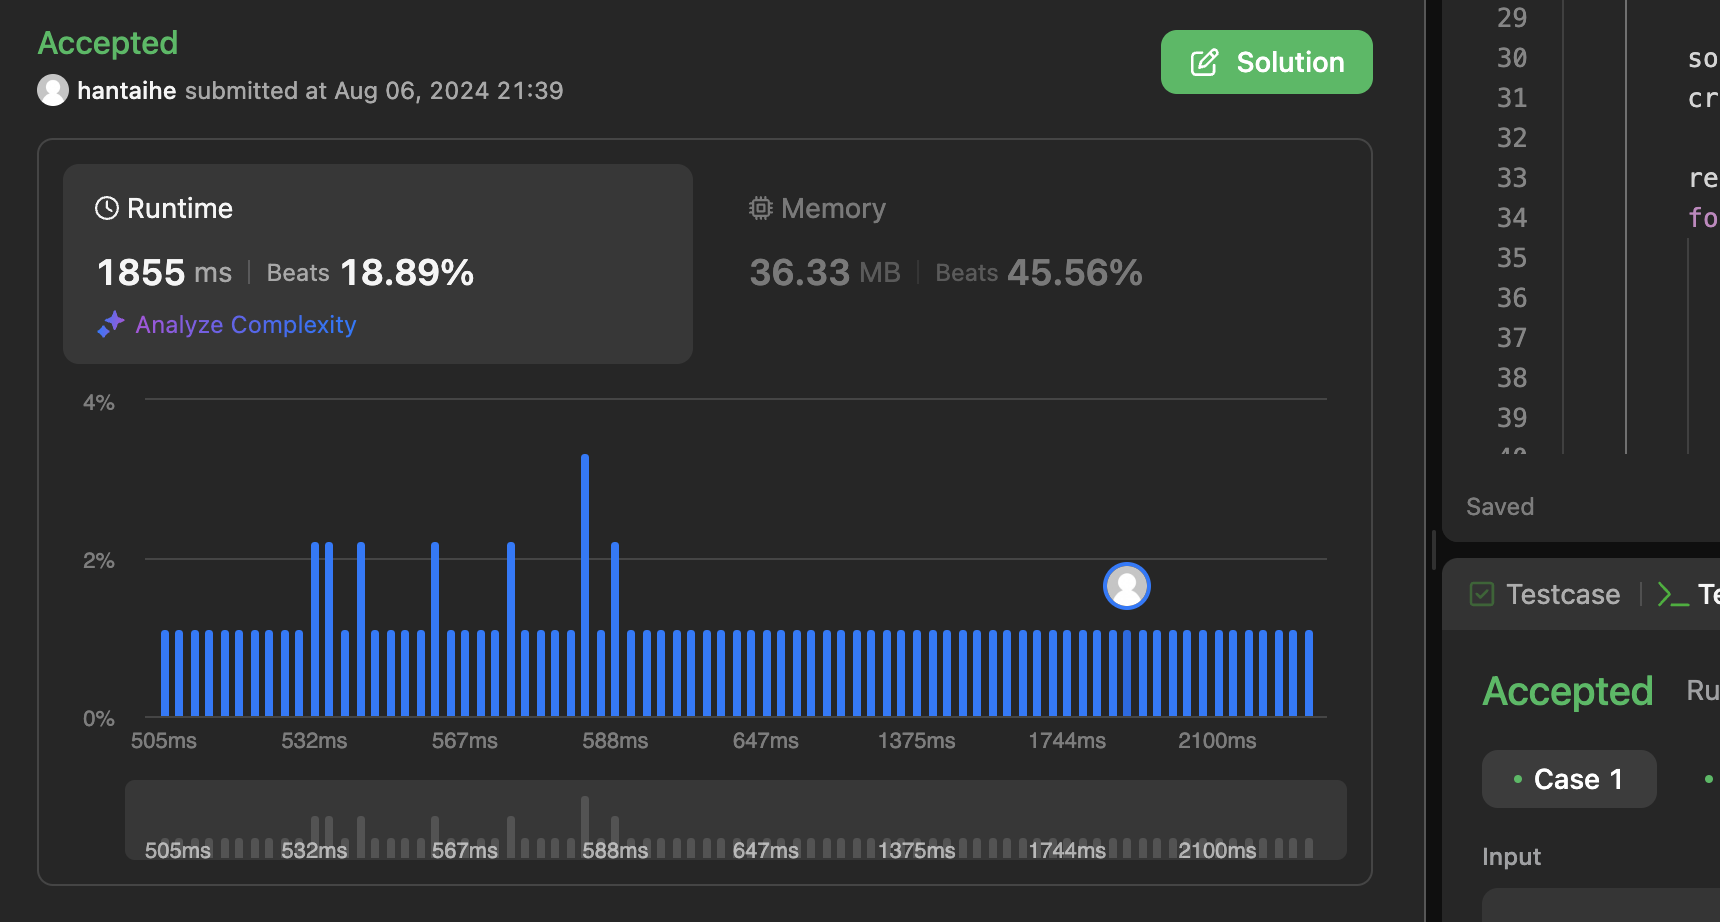 Accepted
hantaihe submitted at Aug 06, 2024 21:39
Solution
Runtime
1855 ms | Beats 18.89%
Analyze Complexity
Memory
36.33 MB | Beats 45.56%
4%
2%
0%
505ms 532ms 567ms 588ms 647ms 1375ms 1744ms 2100ms
505ms 532ms 567ms 588ms 647ms 1375ms 1744ms 2100ms
29
30 so
31 cr
32
33 re
34 fo
35
36
37
38
39
40
Saved
Testcase | >_ Te
Accepted Ru
• Case 1 •
Input